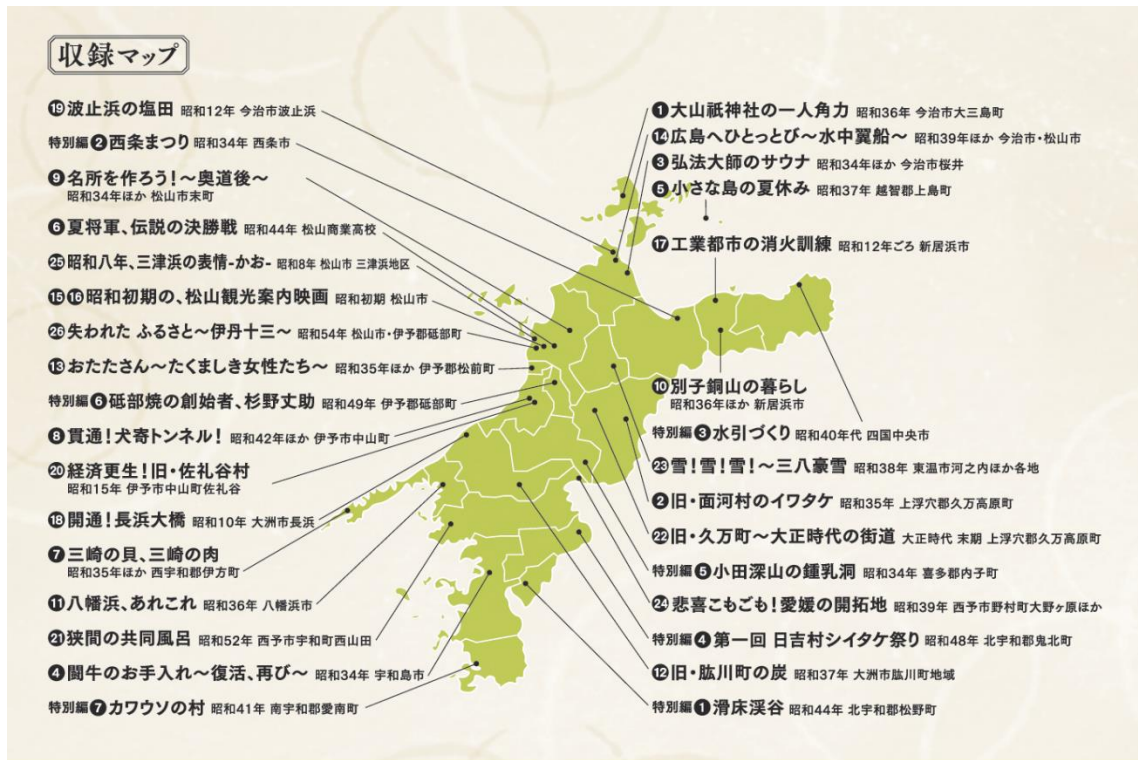 収録マップ
⓳波止浜の塩田 昭和12年 今治市波止浜
特別編❷西条まつり 昭和34年 西条市
❾名所を作ろう！〜奥道後〜
昭和34年ほか 松山市末町
❻夏将軍、伝説の決勝戦 昭和44年 松山商業高校
㉕昭和八年、三津浜の表情-かお- 昭和8年 松山市 三津浜地区
⓯⓰昭和初期の、松山観光案内映画 昭和初期 松山市
㉖失われた ふるさと〜伊丹十三〜 昭和54年 松山市・伊予郡砥部町
⓭おたたさん〜たくましき女性たち〜 昭和35年ほか 伊予郡松前町
特別編❻砥部焼の創始者、杉野丈助 昭和49年 伊予郡砥部町
❽貫通！犬寄トンネル！ 昭和42年ほか 伊予市中山町
⓴経済更生！旧・佐礼谷村
昭和15年 伊予市中山町佐礼谷
⓲開通！長浜大橋 昭和10年 大洲市長浜
❼三崎の貝、三崎の肉
昭和35年ほか 西宇和郡伊方町
⓫八幡浜、あれこれ 昭和36年 八幡浜市
㉑狭間の共同風呂 昭和52年 西予市宇和町西山田
❹闘牛のお手入れ〜復活、再び〜 昭和34年 宇和島市
特別編❼カワウソの村 昭和41年 南宇和郡愛南町
❶大山祇神社の一人角力 昭和36年 今治市大三島町
⓮広島へひとっとび〜水中翼船〜 昭和39年ほか 今治市・松山市
❸弘法大師のサウナ 昭和34年ほか 今治市桜井
❺小さな島の夏休み 昭和37年 越智郡上島町
⓱工業都市の消火訓練 昭和12年ごろ 新居浜市
❿別子銅山の暮らし
昭和36年ほか 新居浜市
特別編❸水引づくり 昭和40年代 四国中央市
㉓雪！雪！雪！〜三八豪雪 昭和38年 東温市河之内ほか各地
❷旧・面河村のイワタケ 昭和35年 上浮穴郡久万高原町
㉒旧・久万町〜大正時代の街道 大正時代 末期 上浮穴郡久万高原町
特別編❺小田深山の鍾乳洞 昭和34年 喜多郡内子町
㉔悲喜こもごも！愛媛の開拓地 昭和39年 西予市野村町大野ヶ原ほか
特別編❹第一回 日吉村シイタケ祭り 昭和48年 北宇和郡鬼北町
⓬旧・肱川町の炭 昭和37年 大洲市肱川町地域
特別編❶滑床渓谷 昭和44年 北宇和郡松野町